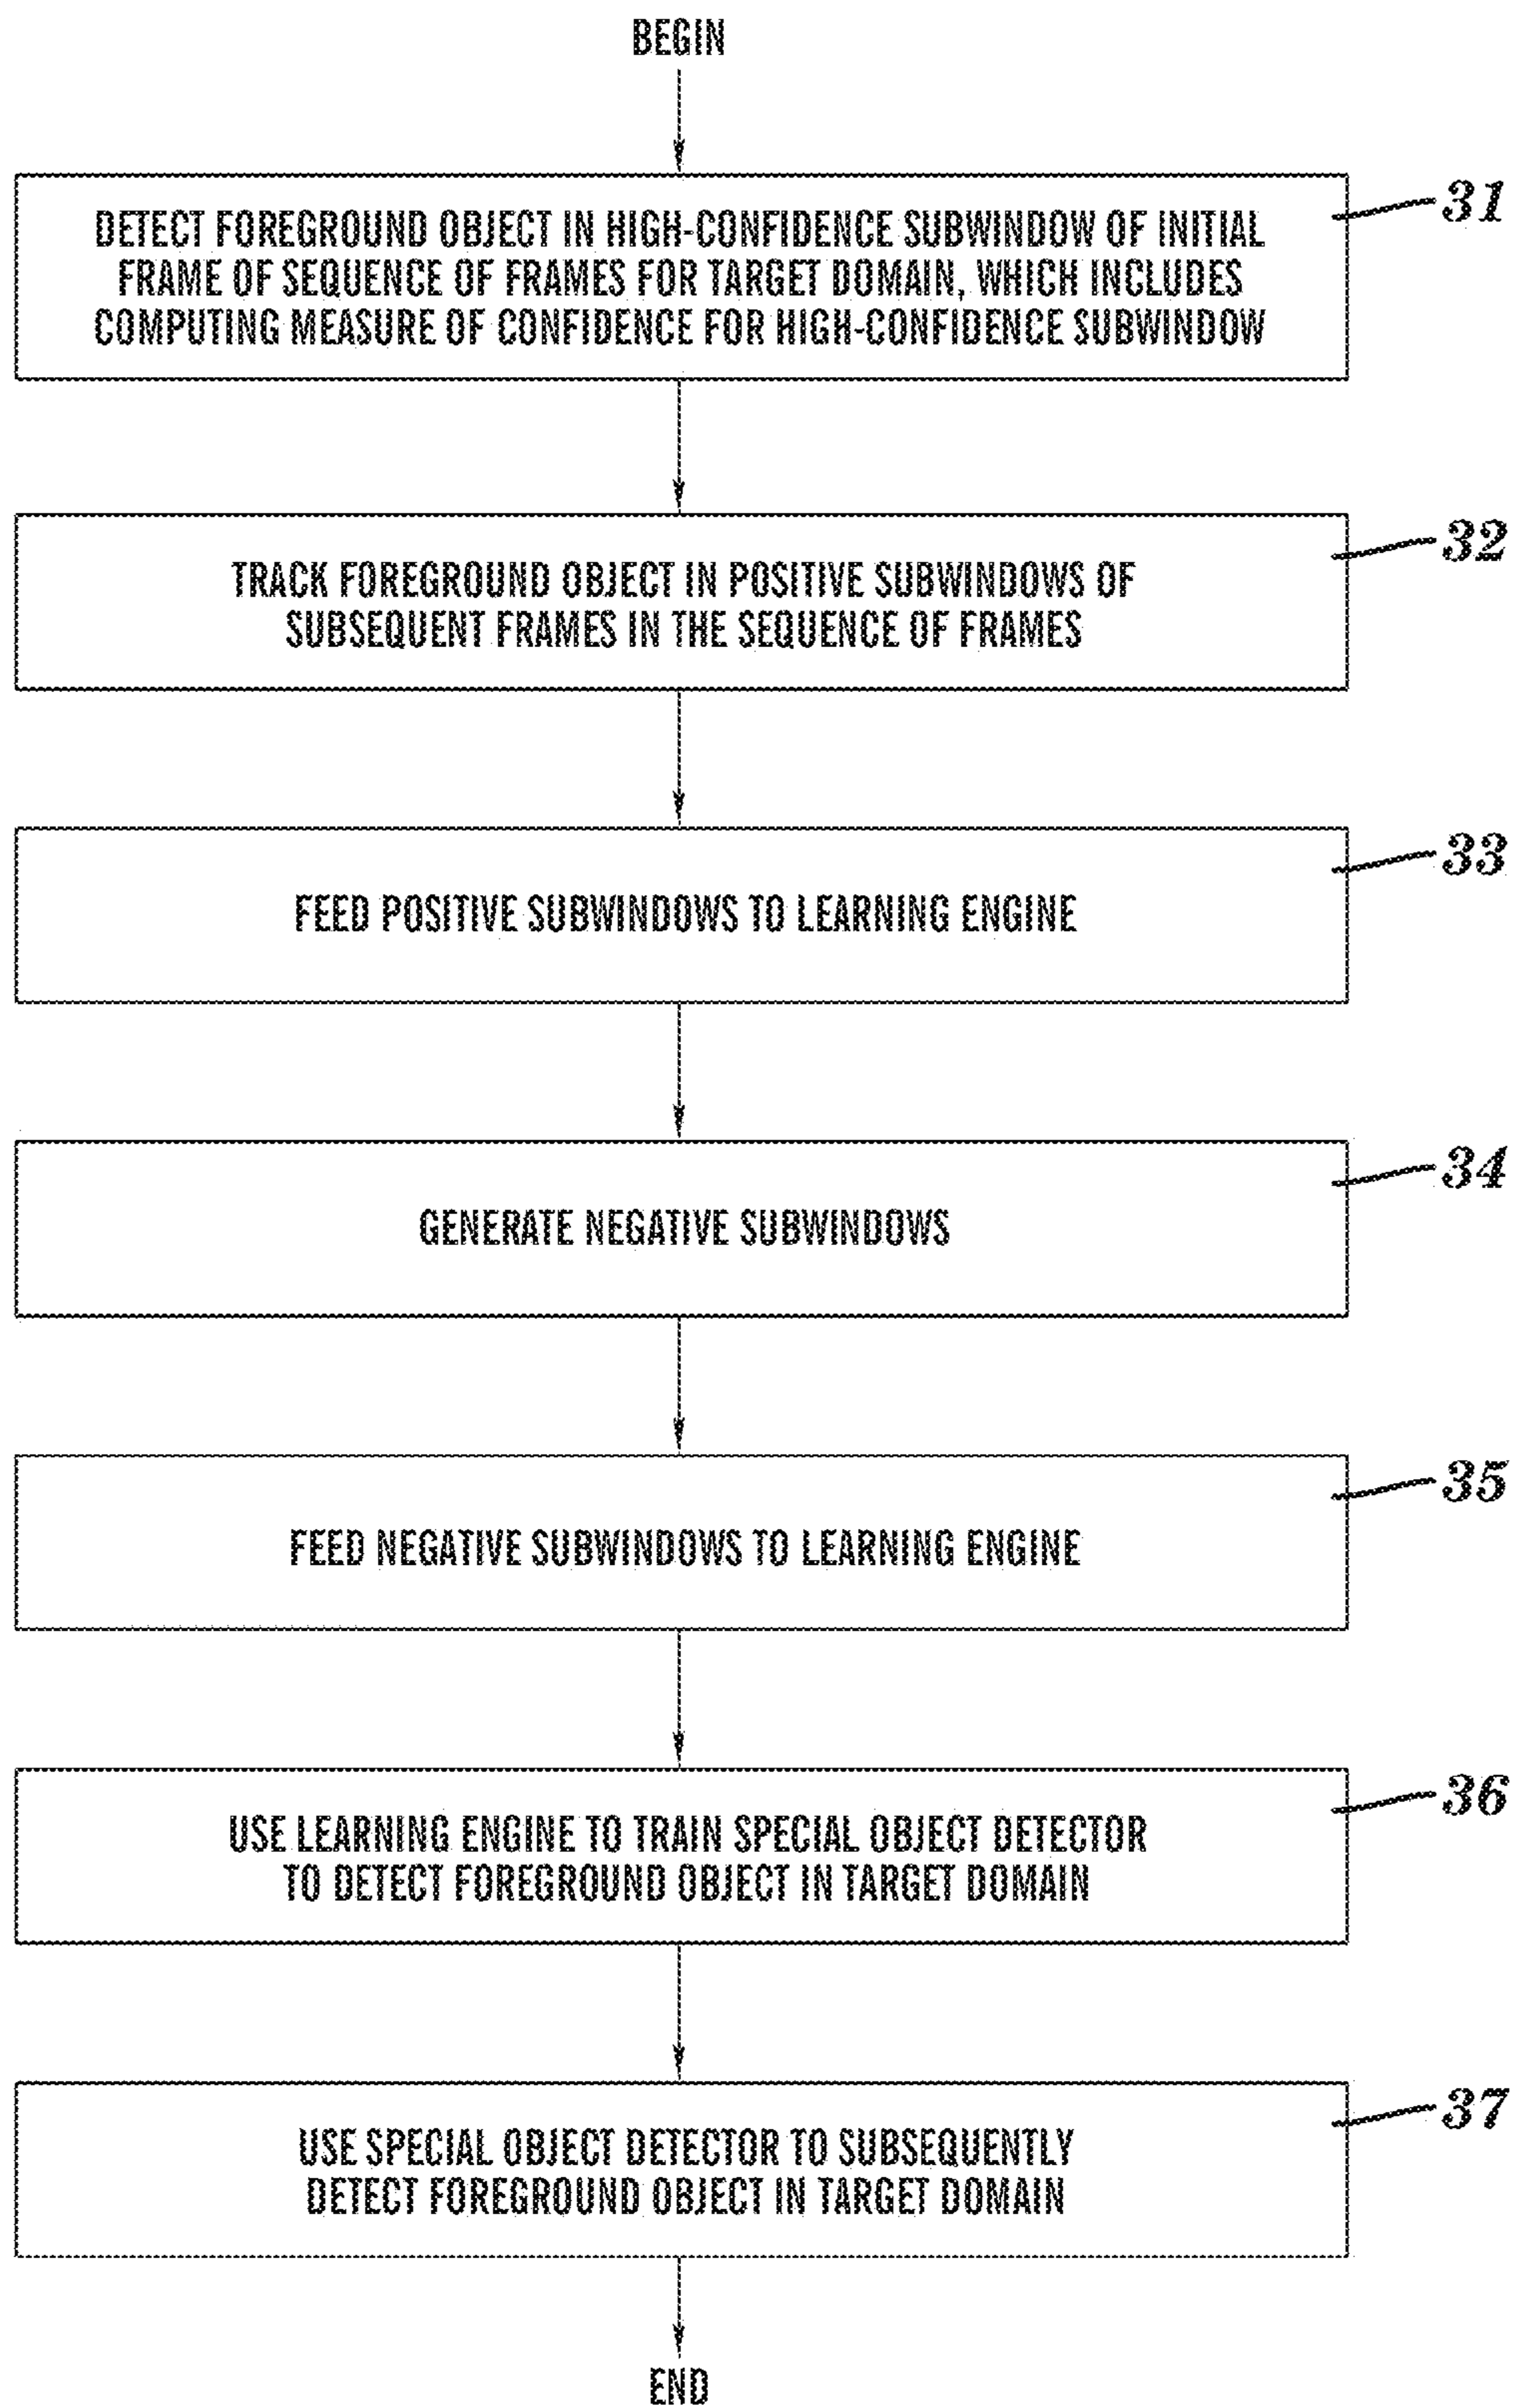 BEGIN
DETECT FOREGROUND OBJECT IN HIGH-CONFIDENCE SUBWINDOW OF INITIAL
FRAME OF SEQUENCE OF FRAMES FOR TARGET DOMAIN, WHICH INCLUDES
COMPUTING MEASURE OF CONFIDENCE FOR HIGH-CONFIDENCE SUBWINDOW
31
TRACK FOREGROUND OBJECT IN POSITIVE SUBWINDOWS OF
SUBSEQUENT FRAMES IN THE SEQUENCE OF FRAMES
32
FEED POSITIVE SUBWINDOWS TO LEARNING ENGINE
33
GENERATE NEGATIVE SUBWINDOWS
34
FEED NEGATIVE SUBWINDOWS TO LEARNING ENGINE
35
USE LEARNING ENGINE TO TRAIN SPECIAL OBJECT DETECTOR
TO DETECT FOREGROUND OBJECT IN TARGET DOMAIN
36
USE SPECIAL OBJECT DETECTOR TO SUBSEQUENTLY
DETECT FOREGROUND OBJECT IN TARGET DOMAIN
37
END